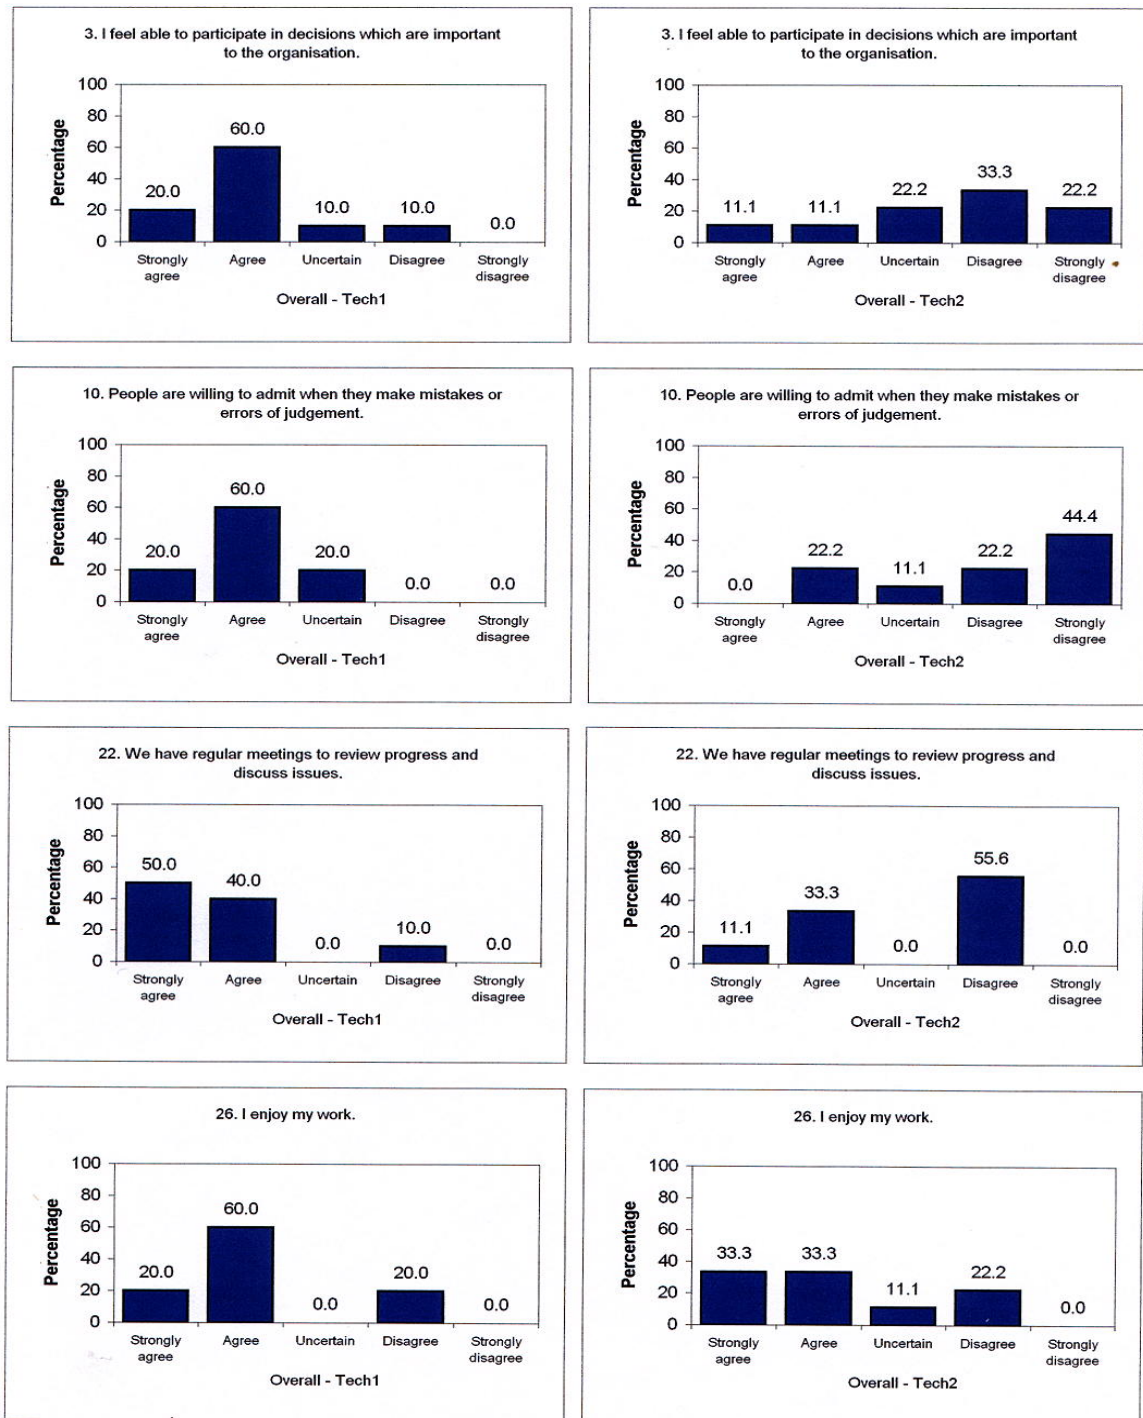 3. I feel able to participate in decisions which are important
to the organisation.
Percentage
100
80
60
40
20
0
20.0
60.0
10.0
10.0
0.0
Strongly
agree
Agree
Uncertain
Disagree
Strongly
disagree
Overall - Tech1
3. I feel able to participate in decisions which are important
to the organisation.
Percentage
100
80
60
40
20
0
11.1
11.1
22.2
33.3
22.2
Strongly
agree
Agree
Uncertain
Disagree
Strongly
disagree
Overall - Tech2
10. People are willing to admit when they make mistakes or
errors of judgement.
Percentage
100
80
60
40
20
0
20.0
60.0
20.0
0.0
0.0
Strongly
agree
Agree
Uncertain
Disagree
Strongly
disagree
Overall - Tech1
10. People are willing to admit when they make mistakes or
errors of judgement.
Percentage
100
80
60
40
20
0
0.0
22.2
11.1
22.2
44.4
Strongly
agree
Agree
Uncertain
Disagree
Strongly
disagree
Overall - Tech2
22. We have regular meetings to review progress and
discuss issues.
Percentage
100
80
60
40
20
0
50.0
40.0
0.0
10.0
0.0
Strongly
agree
Agree
Uncertain
Disagree
Strongly
disagree
Overall - Tech1
22. We have regular meetings to review progress and
discuss issues.
Percentage
100
80
60
40
20
0
11.1
33.3
0.0
55.6
0.0
Strongly
agree
Agree
Uncertain
Disagree
Strongly
disagree
Overall - Tech2
26. I enjoy my work.
Percentage
100
80
60
40
20
0
20.0
60.0
0.0
20.0
0.0
Strongly
agree
Agree
Uncertain
Disagree
Strongly
disagree
Overall - Tech1
26. I enjoy my work.
Percentage
100
80
60
40
20
0
33.3
33.3
11.1
22.2
0.0
Strongly
agree
Agree
Uncertain
Disagree
Strongly
disagree
Overall - Tech2